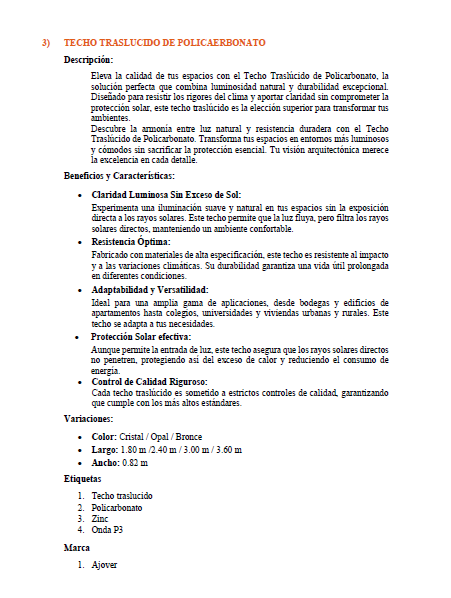 3) TECHO TRASLUCIDO DE POLICAERBONATO
Descripción:
Eleva la calidad de tus espacios con el Techo Traslúcido de Policarbonato, la
solución perfecta que combina luminosidad natural y durabilidad excepcional.
Diseñado para resistir los rigores del clima y aportar claridad sin comprometer la
protección solar, este techo traslúcido es la elección superior para transformar tus
ambientes.
Descubre la armonía entre luz natural y resistencia duradera con el Techo
Traslúcido de Policarbonato. Transforma tus espacios en entornos más luminosos
y cómodos sin sacrificar la protección esencial. Tu visión arquitectónica merece
la excelencia en cada detalle.
Beneficios y Características:
• Claridad Luminosa Sin Exceso de Sol:
Experimenta una iluminación suave y natural en tus espacios sin la exposición
directa a los rayos solares. Este techo permite que la luz fluya, pero filtra los rayos
solares directos, manteniendo un ambiente confortable.
• Resistencia Óptima:
Fabricado con materiales de alta especificación, este techo es resistente al impacto
y a las variaciones climáticas. Su durabilidad garantiza una vida útil prolongada
en diferentes condiciones.
• Adaptabilidad y Versatilidad:
Ideal para una amplia gama de aplicaciones, desde bodegas y edificios de
apartamentos hasta colegios, universidades y viviendas urbanas y rurales. Este
techo se adapta a tus necesidades.
• Protección Solar efectiva:
Aunque permite la entrada de luz, este techo asegura que los rayos solares directos
no penetren, protegiendo así del exceso de calor y reduciendo el consumo de
energía.
• Control de Calidad Riguroso:
Cada techo traslúcido es sometido a estrictos controles de calidad, garantizando
que cumple con los más altos estándares.
Variaciones:
• Color: Cristal / Opal / Bronce
• Largo: 1.80 m /2.40 m / 3.00 m / 3.60 m
• Ancho: 0.82 m
Etiquetas
1. Techo traslucido
2. Policarbonato
3. Zinc
4. Onda P3
Marca
1. Ajover